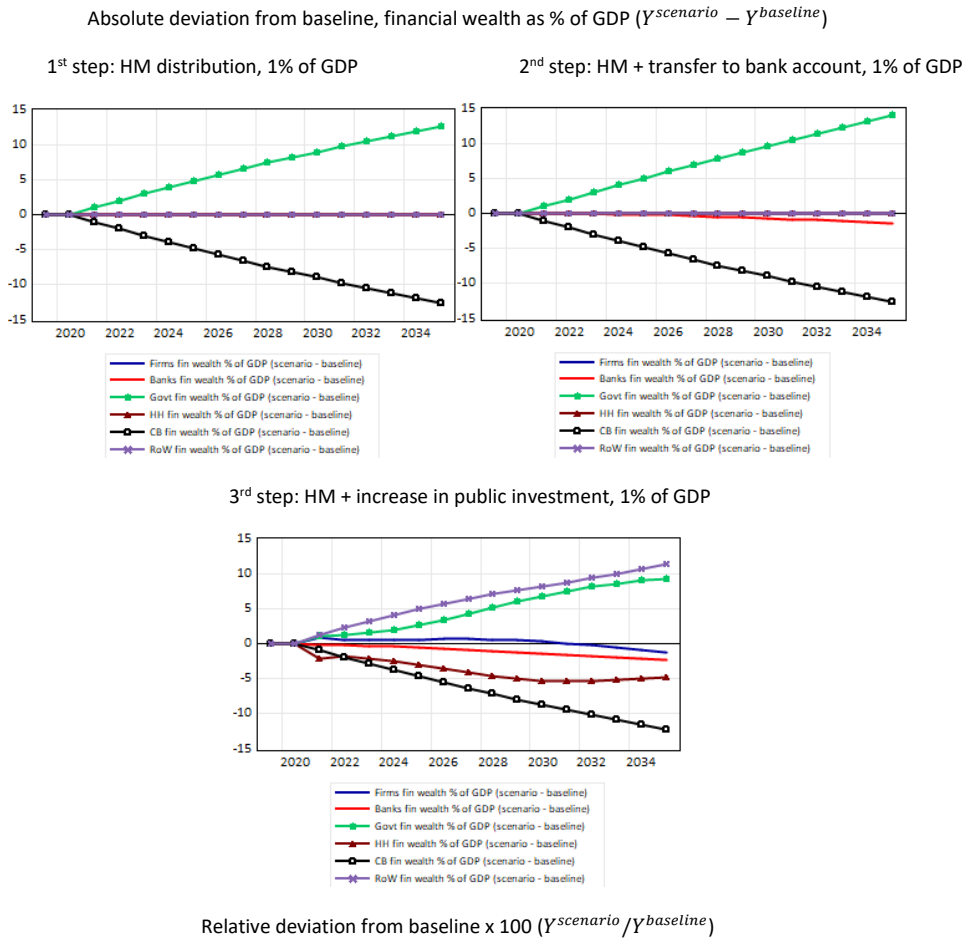 Absolute deviation from baseline, financial wealth as % of GDP (Y^scenario − Y^baseline)
1st step: HM distribution, 1% of GDP
2nd step: HM + transfer to bank account, 1% of GDP
15
10
5
0
-5
-10
-15
2020 2022 2024 2026 2028 2030 2032 2034
Firms fin wealth % of GDP (scenario - baseline)
Banks fin wealth % of GDP (scenario - baseline)
Govt fin wealth % of GDP (scenario - baseline)
HH fin wealth % of GDP (scenario - baseline)
CB fin wealth % of GDP (scenario - baseline)
RoW fin wealth % of GDP (scenario - baseline)
15
10
5
0
-5
-10
-15
2020 2022 2024 2026 2028 2030 2032 2034
Firms fin wealth % of GDP (scenario - baseline)
Banks fin wealth % of GDP (scenario - baseline)
Govt fin wealth % of GDP (scenario - baseline)
HH fin wealth % of GDP (scenario - baseline)
CB fin wealth % of GDP (scenario - baseline)
RoW fin wealth % of GDP (scenario - baseline)
3rd step: HM + increase in public investment, 1% of GDP
15
10
5
0
-5
-10
-15
2020 2022 2024 2026 2028 2030 2032 2034
Firms fin wealth % of GDP (scenario - baseline)
Banks fin wealth % of GDP (scenario - baseline)
Govt fin wealth % of GDP (scenario - baseline)
HH fin wealth % of GDP (scenario - baseline)
CB fin wealth % of GDP (scenario - baseline)
RoW fin wealth % of GDP (scenario - baseline)
Relative deviation from baseline x 100 (Y^scenario/Y^baseline)